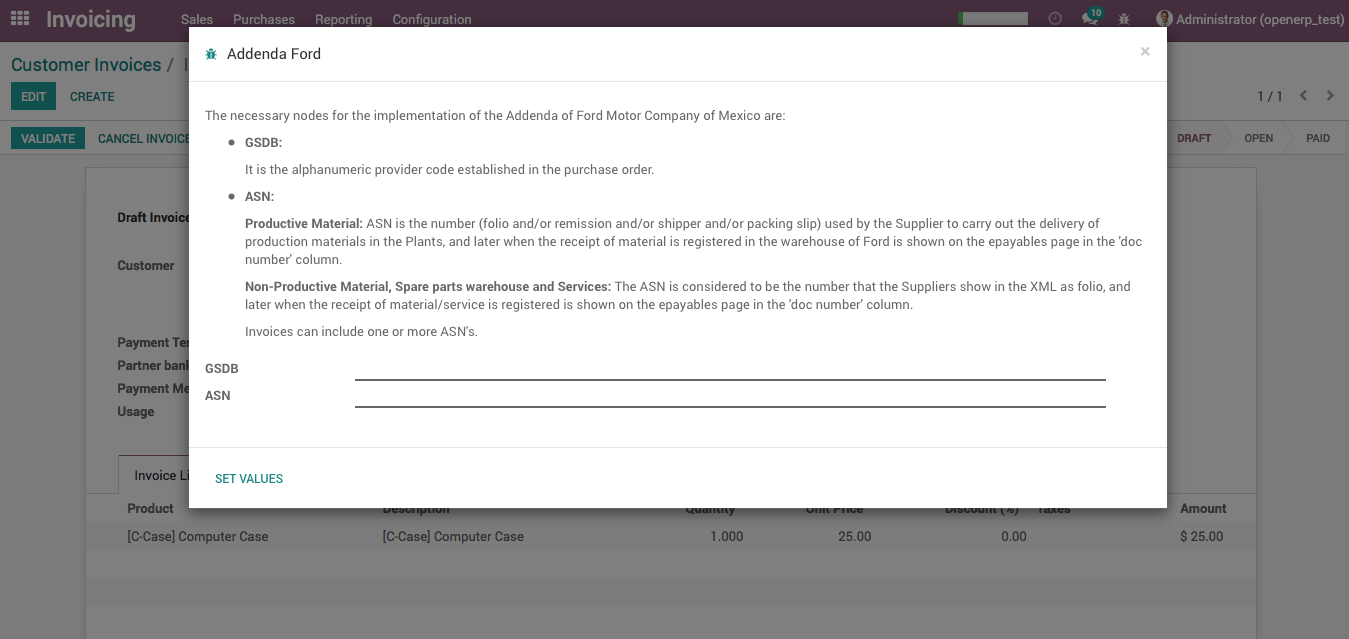 Invoicing
Sales Purchases Reporting Configuration
10
Administrator (openerp_test)
Customer Invoices /
EDIT CREATE
1 / 1
VALIDATE CANCEL INVOICE
DRAFT OPEN PAID
Addenda Ford
×
The necessary nodes for the implementation of the Addenda of Ford Motor Company of Mexico are:
• GSDB:
It is the alphanumeric provider code established in the purchase order.
• ASN:
Productive Material: ASN is the number (folio and/or remission and/or shipper and/or packing slip) used by the Supplier to carry out the delivery of
production materials in the Plants, and later when the receipt of material is registered in the warehouse of Ford is shown on the epayables page in the 'doc
number' column.
Non-Productive Material, Spare parts warehouse and Services: The ASN is considered to be the number that the Suppliers show in the XML as folio, and
later when the receipt of material/service is registered is shown on the epayables page in the 'doc number' column.
Invoices can include one or more ASN's.
GSDB
ASN
SET VALUES
Draft Invoice
Customer
Payment
Partner bank
Payment
Usage
Invoice
Product Description Quantity Unit Price Discount (%) Taxes Amount
[C-Case] Computer Case [C-Case] Computer Case 1.000 25.00 0.00 $ 25.00